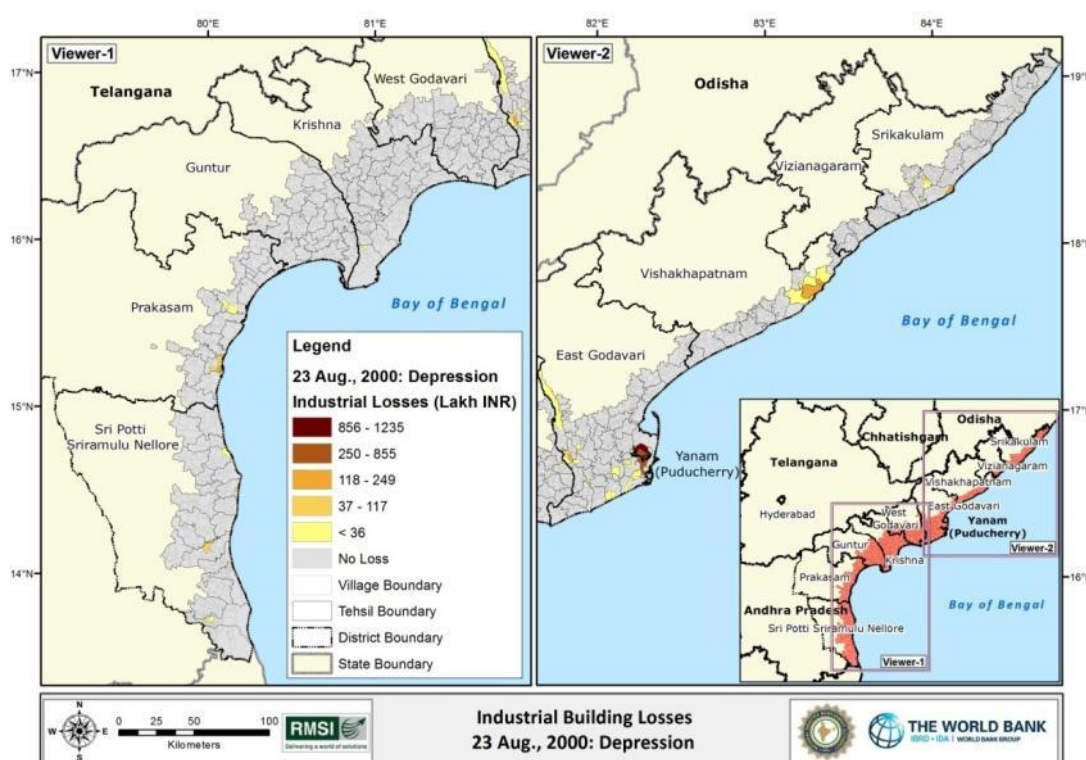 80°E
81°E
82°E
83°E
84°E
Viewer-1
17°N
16°N
15°N
14°N
Telangana
West Godavari
Krishna
Guntur
Prakasam
Sri Potti
Sriramulu Nellore
Bay of Bengal
Legend
23 Aug., 2000: Depression
Industrial Losses (Lakh INR)
856 - 1235
250 - 855
118 - 249
37 - 117
< 36
No Loss
Village Boundary
Tehsil Boundary
District Boundary
State Boundary
Viewer-2
19°N
18°N
17°N
16°N
Odisha
Srikakulam
Vizianagaram
Vishakhapatnam
Bay of Bengal
East Godavari
Yanam
(Puducherry)
Odisha
Chhatishgarh
Srikakulam
Telangana
Vizianagaram
Vishakhapatnam
East Godavari
Hyderabad
West
Godavari
Yanam
(Puducherry)
Guntur
Viewer-2
Krishna
Prakasam
Andhra Pradesh
Bay of Bengal
Sri Potti Sriramulu Nellore
Viewer-1
N
W
E
S
0 25 50 100
Kilometers
RMSI
Delivering a world of solutions
Industrial Building Losses
23 Aug., 2000: Depression
THE WORLD BANK
IBRD • IDA | WORLD BANK GROUP